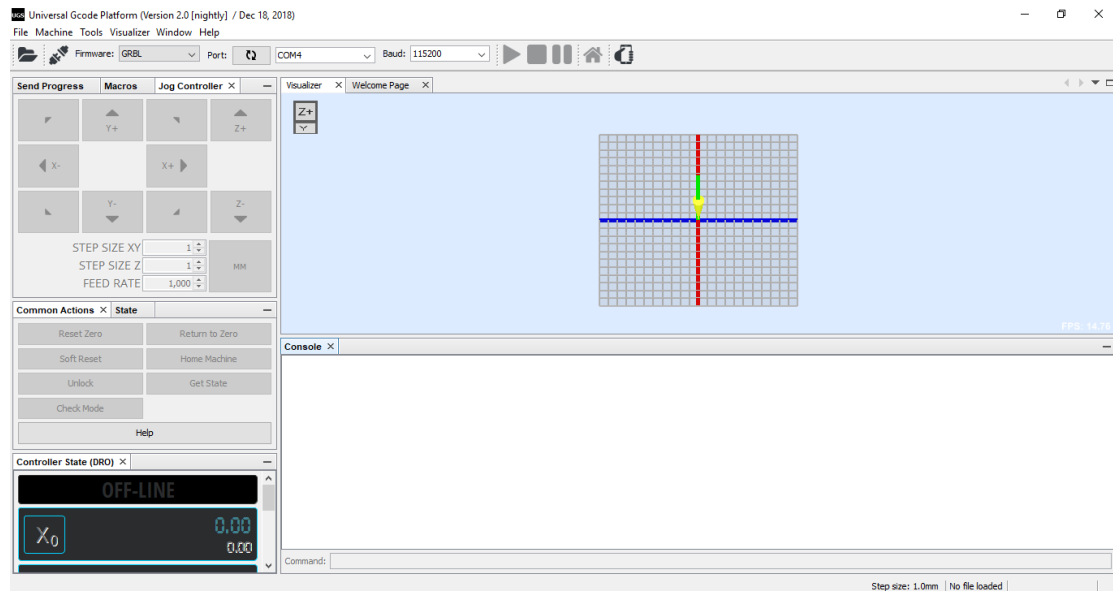 UGS Universal Gcode Platform (Version 2.0 [nightly] / Dec 18, 2018)
File Machine Tools Visualizer Window Help
Firmware: GRBL Port: COM4 Baud: 115200
Send Progress Macros Jog Controller
Visualizer Welcome Page
Y+
Z+
X-
X+
Y-
Z-
STEP SIZE XY 1
STEP SIZE Z 1
FEED RATE 1,000
MM
Z+
Y
Common Actions State
Reset Zero Return to Zero
Soft Reset Home Machine
Unlock Get State
Check Mode
Help
Controller State (DRO)
OFF-LINE
X0 0.00
0.00
FPS: 14.76
Console
Command:
Step size: 1.0mm No file loaded